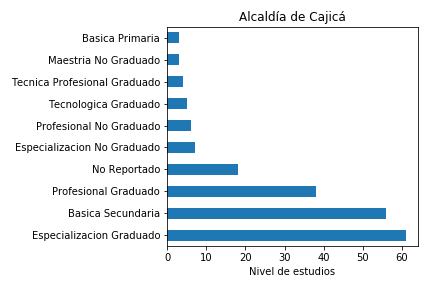 Alcaldía de Cajicá
Basica Primaria
Maestria No Graduado
Tecnica Profesional Graduado
Tecnologica Graduado
Profesional No Graduado
Especializacion No Graduado
No Reportado
Profesional Graduado
Basica Secundaria
Especializacion Graduado
0 10 20 30 40 50 60
Nivel de estudios